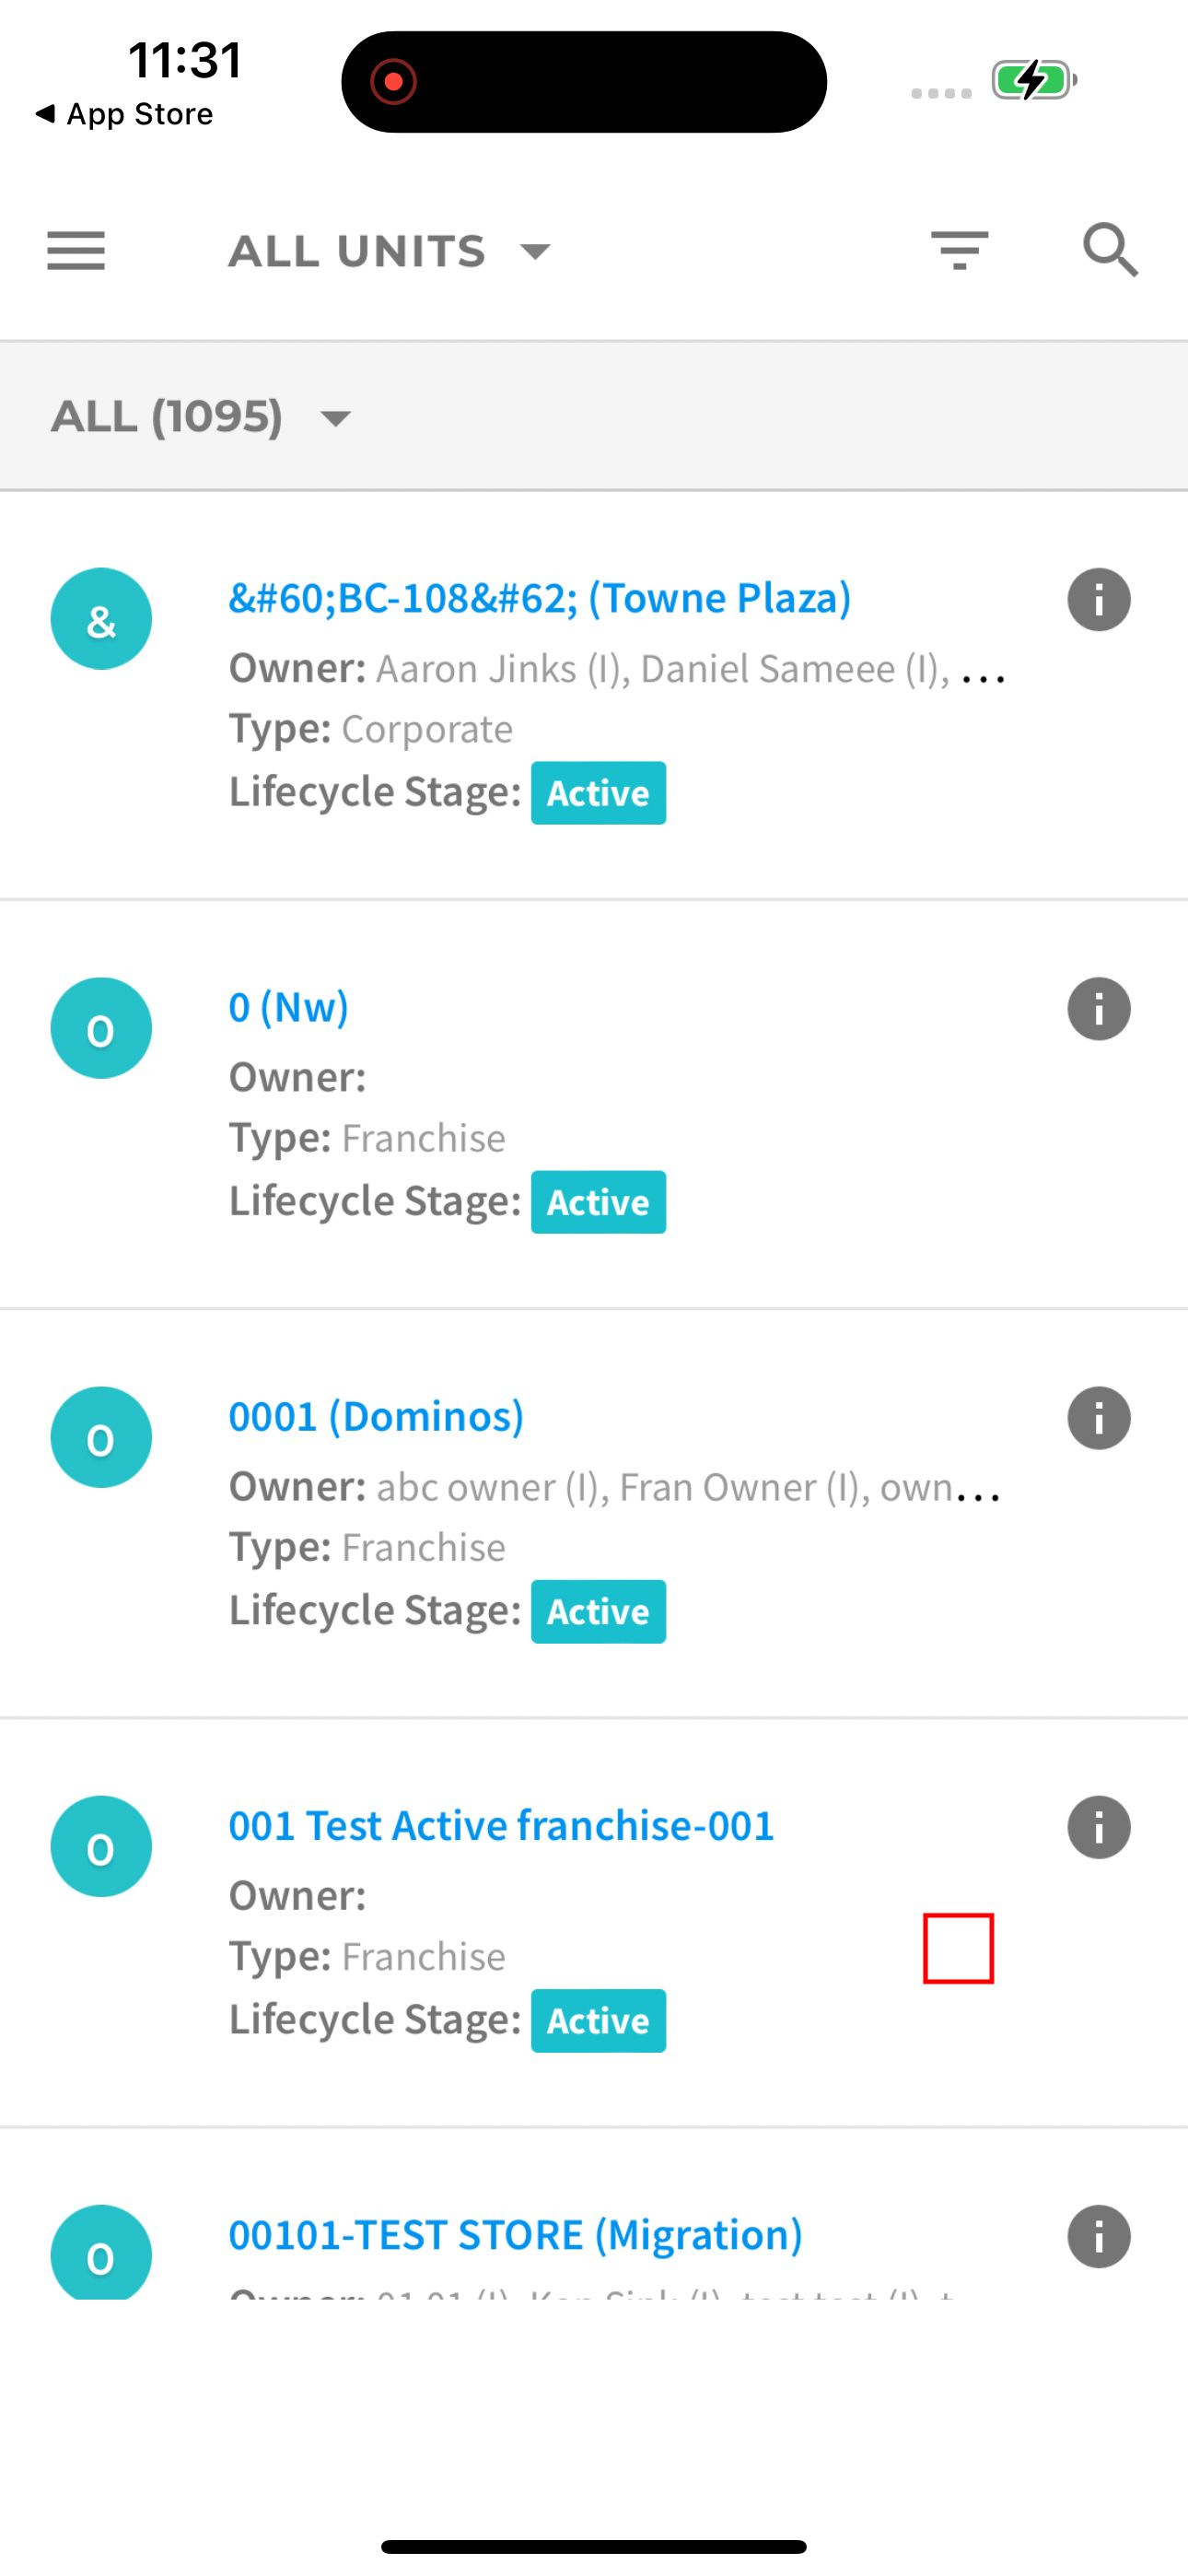 11:31
App Store
ALL UNITS
ALL (1095)
&
&#60;BC-108&#62; (Towne Plaza)
Owner: Aaron Jinks (I), Daniel Sameee (I), ...
Type: Corporate
Lifecycle Stage: Active
0
0 (Nw)
Owner:
Type: Franchise
Lifecycle Stage: Active
0
0001 (Dominos)
Owner: abc owner (I), Fran Owner (I), own...
Type: Franchise
Lifecycle Stage: Active
0
001 Test Active franchise-001
Owner:
Type: Franchise
Lifecycle Stage: Active
0
00101-TEST STORE (Migration)
Owner: